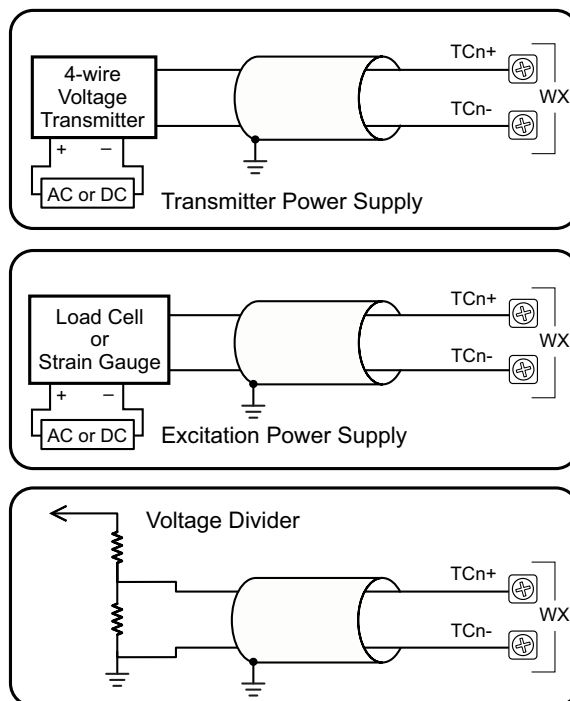 4-wire
Voltage
Transmitter
+ –
AC or DC
Transmitter Power Supply
TCn+
TCn-
WX
Load Cell
or
Strain Gauge
+ –
AC or DC
Excitation Power Supply
TCn+
TCn-
WX
Voltage Divider
TCn+
TCn-
WX